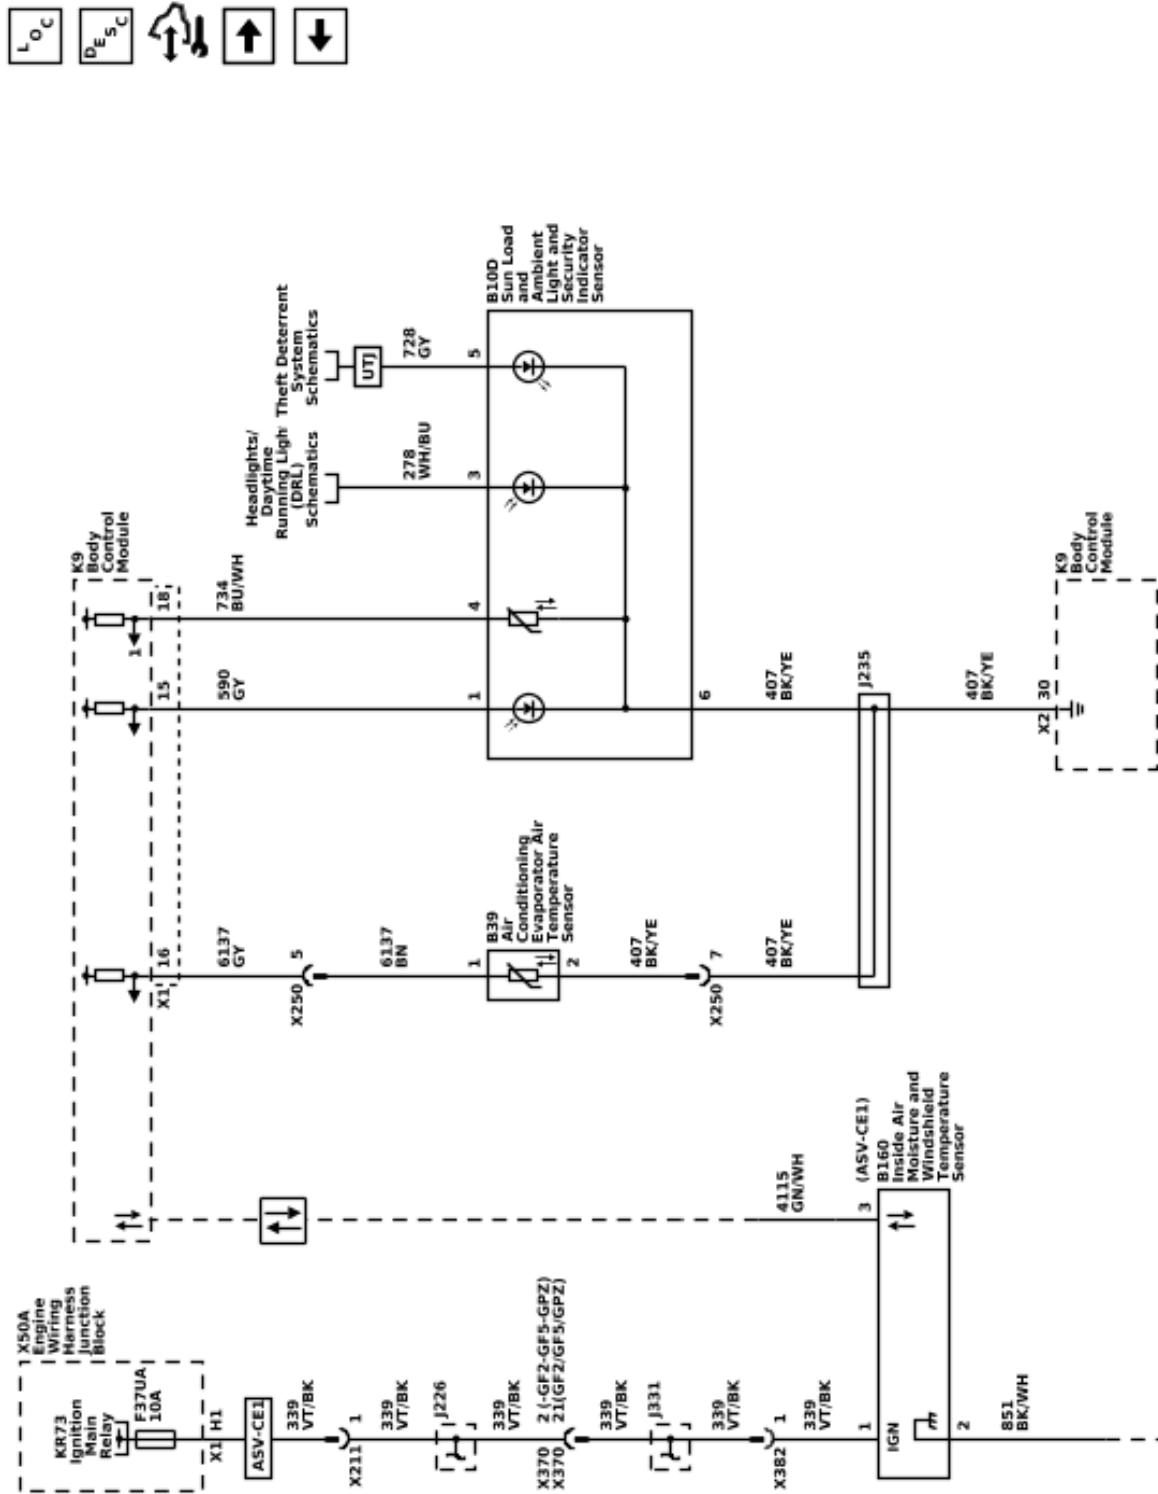 LOC
DESC
K9
Body
Control
Module
1
16
15
18
X1
6137
GY
590
GY
734
BU/WH
Headlights/
Daytime
Running Ligh
(DRL)
Schematics
Theft Deterrent
System
Schematics
UTJ
278
WH/BU
728
GY
X250
5
6137
BN
1
B39
Air
Conditioning
Evaporator Air
Temperature
Sensor
2
407
BK/YE
X250
7
407
BK/YE
1
4
3
5
B10D
Sun Load
and
Ambient
Light and
Security
Indicator
Sensor
6
407
BK/YE
J235
407
BK/YE
X2
30
K9
Body
Control
Module
X50A
Engine
Wiring
Harness
Junction
Block
KR73
Ignition
Main
Relay
F37UA
10A
X1
H1
ASV-CE1
339
VT/BK
X211
1
339
VT/BK
J226
339
VT/BK
X370
2 (-GF2-GF5-GPZ)
X370
21(GF2/GF5/GPZ)
339
VT/BK
J331
339
VT/BK
X382
1
339
VT/BK
4115
GN/WH
1
3
(ASV-CE1)
B160
Inside Air
Moisture and
Windshield
Temperature
Sensor
IGN
2
851
BK/WH